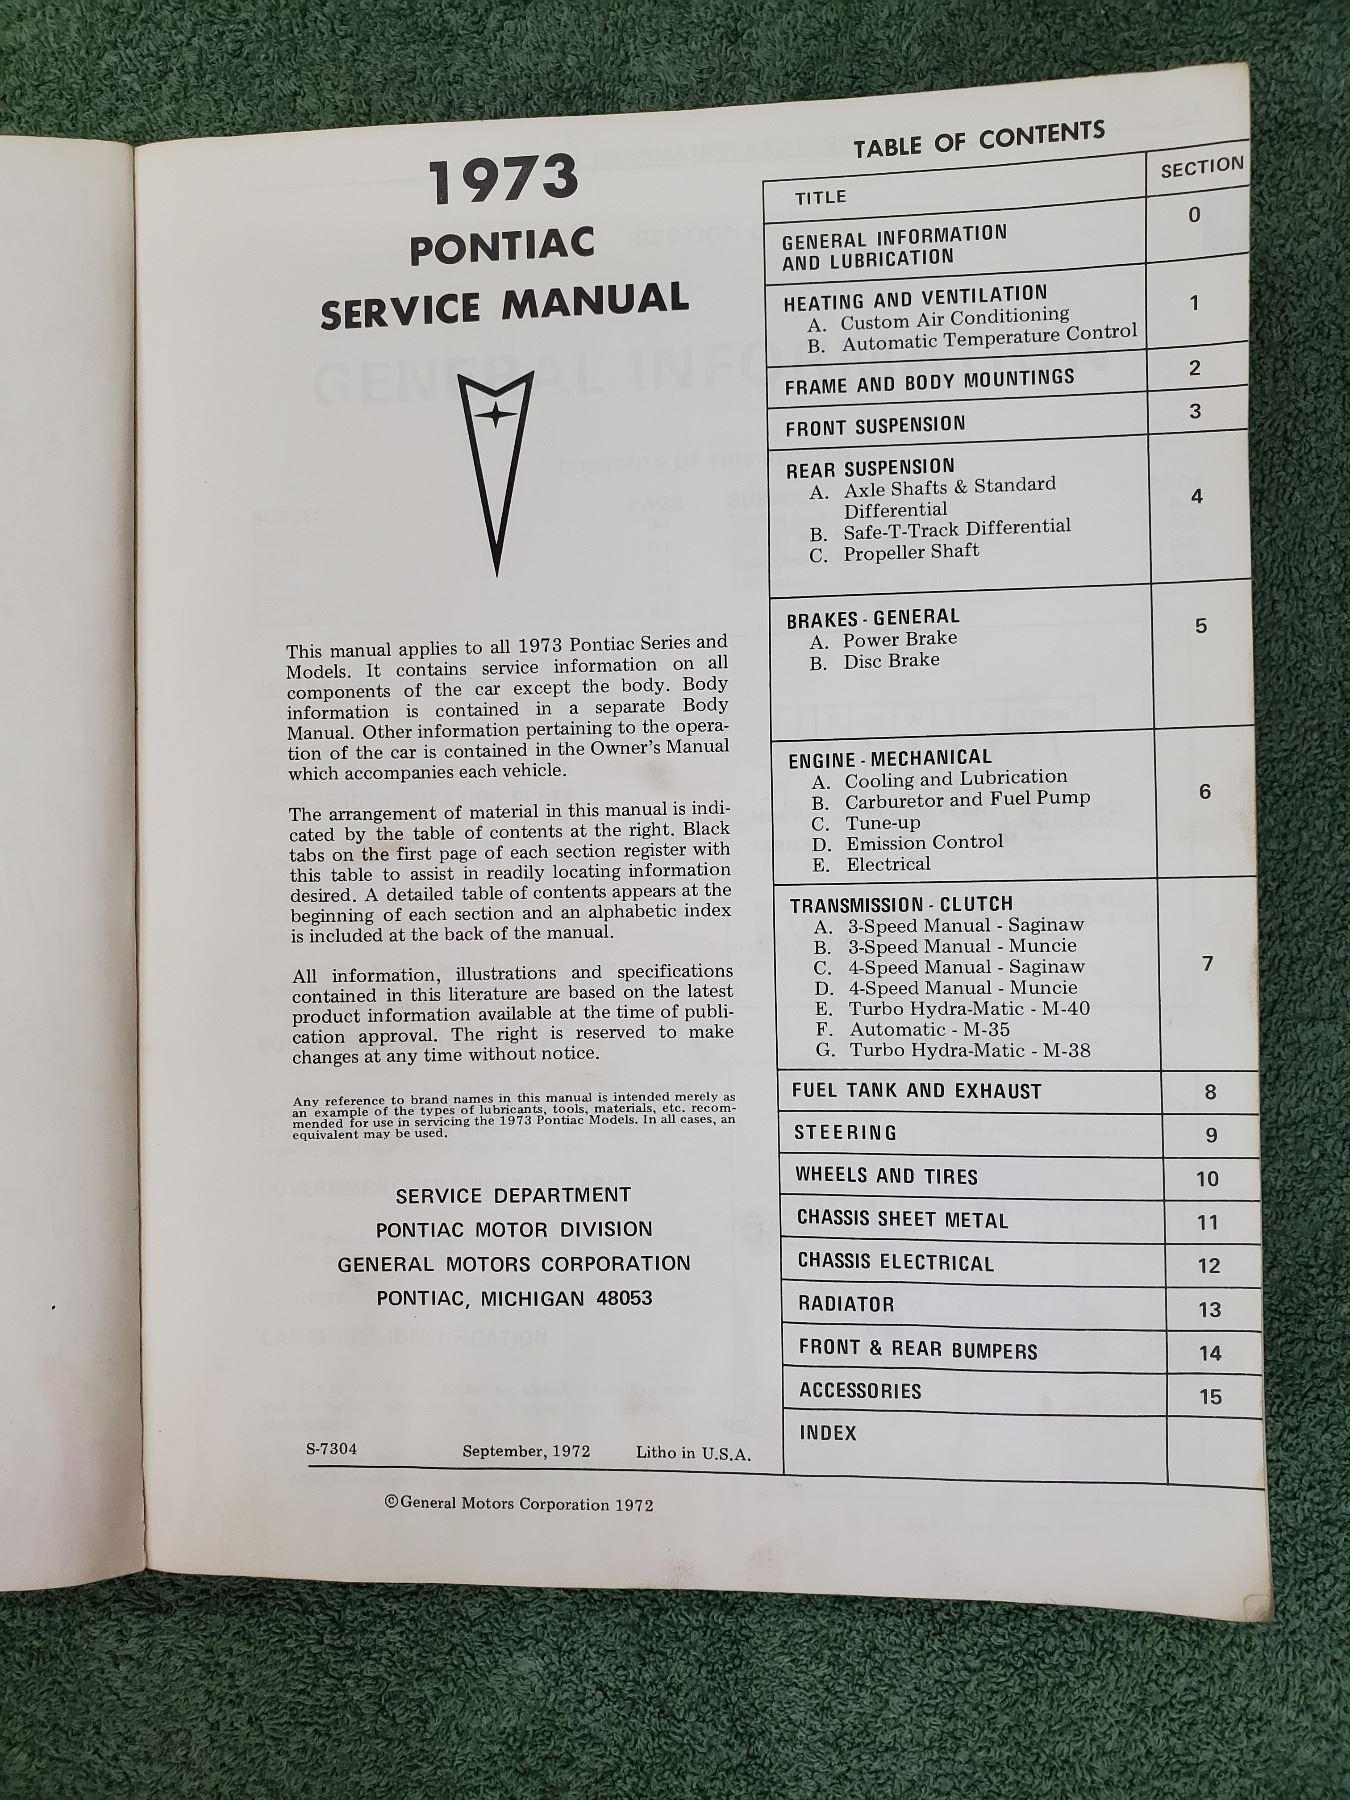 1973
PONTIAC
SERVICE MANUAL
This manual applies to all 1973 Pontiac Series and
Models. It contains service information on all
components of the car except the body. Body
information is contained in a separate Body
Manual. Other information pertaining to the opera-
tion of the car is contained in the Owner's Manual
which accompanies each vehicle.
The arrangement of material in this manual is indi-
cated by the table of contents at the right. Black
tabs on the first page of each section register with
this table to assist in readily locating information
desired. A detailed table of contents appears at the
beginning of each section and an alphabetic index
is included at the back of the manual.
All information, illustrations and specifications
contained in this literature are based on the latest
product information available at the time of publi-
cation approval. The right is reserved to make
changes at any time without notice.
Any reference to brand names in this manual is intended merely as
an example of the types of lubricants, tools, materials, etc. recom-
mended for use in servicing the 1973 Pontiac Models. In all cases, an
equivalent may be used.
SERVICE DEPARTMENT
PONTIAC MOTOR DIVISION
GENERAL MOTORS CORPORATION
PONTIAC, MICHIGAN 48053
S-7304 September, 1972 Litho in U.S.A.
©General Motors Corporation 1972
TABLE OF CONTENTS
TITLE SECTION
GENERAL INFORMATION 0
AND LUBRICATION
HEATING AND VENTILATION 1
A. Custom Air Conditioning
B. Automatic Temperature Control
FRAME AND BODY MOUNTINGS 2
FRONT SUSPENSION 3
REAR SUSPENSION 4
A. Axle Shafts & Standard
Differential
B. Safe-T-Track Differential
C. Propeller Shaft
BRAKES - GENERAL 5
A. Power Brake
B. Disc Brake
ENGINE - MECHANICAL 6
A. Cooling and Lubrication
B. Carburetor and Fuel Pump
C. Tune-up
D. Emission Control
E. Electrical
TRANSMISSION - CLUTCH 7
A. 3-Speed Manual - Saginaw
B. 3-Speed Manual - Muncie
C. 4-Speed Manual - Saginaw
D. 4-Speed Manual - Muncie
E. Turbo Hydra-Matic - M-40
F. Automatic - M-35
G. Turbo Hydra-Matic - M-38
FUEL TANK AND EXHAUST 8
STEERING 9
WHEELS AND TIRES 10
CHASSIS SHEET METAL 11
CHASSIS ELECTRICAL 12
RADIATOR 13
FRONT & REAR BUMPERS 14
ACCESSORIES 15
INDEX